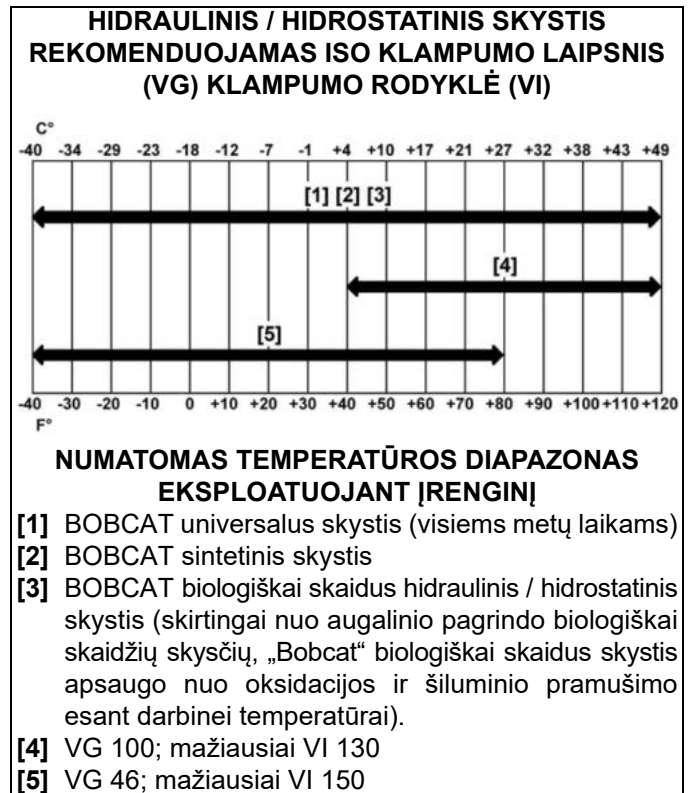 HIDRAULINIS / HIDROSTATINIS SKYSTIS
REKOMENDUOJAMAS ISO KLAMPUMO LAIPSNIS
(VG) KLAMPUMO RODYKLĖ (VI)
C°
-40 -34 -29 -23 -18 -12 -7 -1 +4 +10 +17 +21 +27 +32 +38 +43 +49
[1] [2] [3]
[4]
[5]
-40 -30 -20 -10 0 +10 +20 +30 +40 +50 +60 +70 +80 +90 +100 +110 +120
F°
NUMATOMAS TEMPERATŪROS DIAPAZONAS
EKSPLOATUOJANT ĮRENGINĮ
[1] BOBCAT universalus skystis (visiems metų laikams)
[2] BOBCAT sintetinis skystis
[3] BOBCAT biologiškai skaidus hidraulinis / hidrostatinis
skystis (skirtingai nuo augalinio pagrindo biologiškai
skaidžių skysčių, „Bobcat“ biologiškai skaidus skystis
apsaugo nuo oksidacijos ir šiluminio pramušimo
esant darbinei temperatūrai).
[4] VG 100; mažiausiai VI 130
[5] VG 46; mažiausiai VI 150